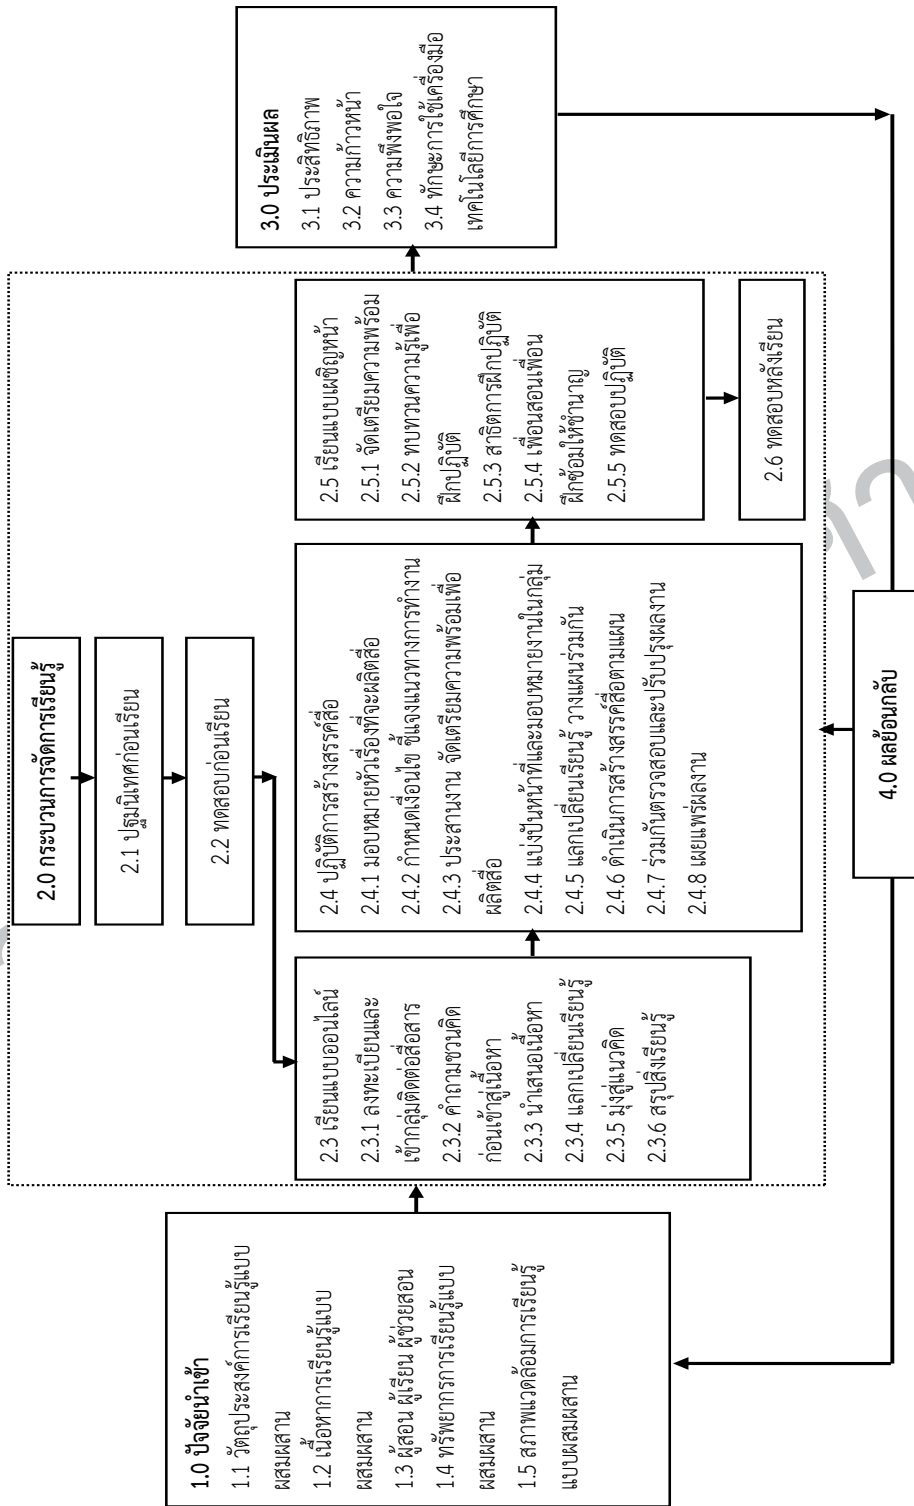 1.0 ปัจจัยนำเข้า
1.1 วัตถุประสงค์การเรียนรู้แบบ
ผสมผสาน
1.2 เนื้อหาการเรียนรู้แบบ
ผสมผสาน
1.3 ผู้สอน ผู้เรียน ผู้ช่วยสอน
1.4 ทรัพยากรการเรียนรู้แบบ
ผสมผสาน
1.5 สภาพแวดล้อมการเรียนรู้
แบบผสมผสาน
2.0 กระบวนการจัดการเรียนรู้
2.1 ปฐมนิเทศก่อนเรียน
2.2 ทดสอบก่อนเรียน
2.3 เรียนแบบออนไลน์
2.3.1 ลงทะเบียนและ
เข้ากลุ่มติดต่อสื่อสาร
2.3.2 คำถามชวนคิด
ก่อนเข้าสู่เนื้อหา
2.3.3 นำเสนอเนื้อหา
2.3.4 แลกเปลี่ยนเรียนรู้
2.3.5 มุ่งสู่แนวคิด
2.3.6 สรุปสิ่งเรียนรู้
2.4 ปฏิบัติการสร้างสรรค์สื่อ
2.4.1 มอบหมายหัวเรื่องที่จะผลิตสื่อ
2.4.2 กำหนดเงื่อนไข ชี้แจงแนวทางการทำงาน
2.4.3 ประสานงาน จัดเตรียมความพร้อมเพื่อ
ผลิตสื่อ
2.4.4 แบ่งปันหน้าที่และมอบหมายงานในกลุ่ม
2.4.5 แลกเปลี่ยนเรียนรู้ วางแผนร่วมกัน
2.4.6 ดำเนินการสร้างสรรค์สื่อตามแผน
2.4.7 ร่วมกันตรวจสอบและปรับปรุงผลงาน
2.4.8 เผยแพร่ผลงาน
2.5 เรียนแบบเผชิญหน้า
2.5.1 จัดเตรียมความพร้อม
2.5.2 ทบทวนความรู้เพื่อ
ฝึกปฏิบัติ
2.5.3 สาธิตการฝึกปฏิบัติ
2.5.4 เพื่อนสอนเพื่อน
ฝึกซ้อมให้ชำนาญ
2.5.5 ทดสอบปฏิบัติ
2.6 ทดสอบหลังเรียน
3.0 ประเมินผล
3.1 ประสิทธิภาพ
3.2 ความก้าวหน้า
3.3 ความพึงพอใจ
3.4 ทักษะการใช้เครื่องมือ
เทคโนโลยีการศึกษา
4.0 ผลย้อนกลับ